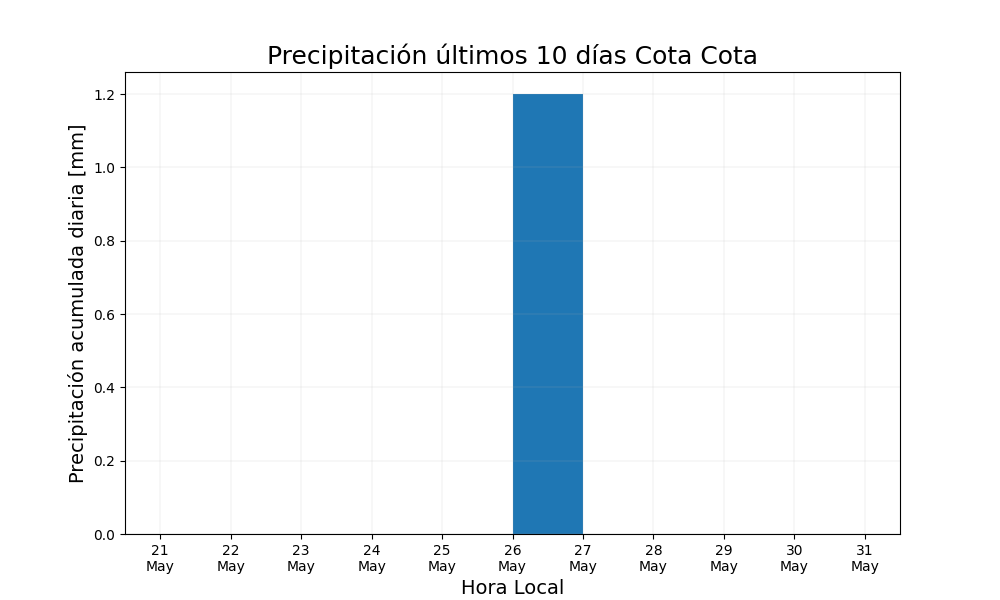 Precipitación últimos 10 días Cota Cota
Precipitación acumulada diaria [mm]
1.2
1.0
0.8
0.6
0.4
0.2
0.0
21 22 23 24 25 26 27 28 29 30 31
May May May May May May May May May May May
Hora Local